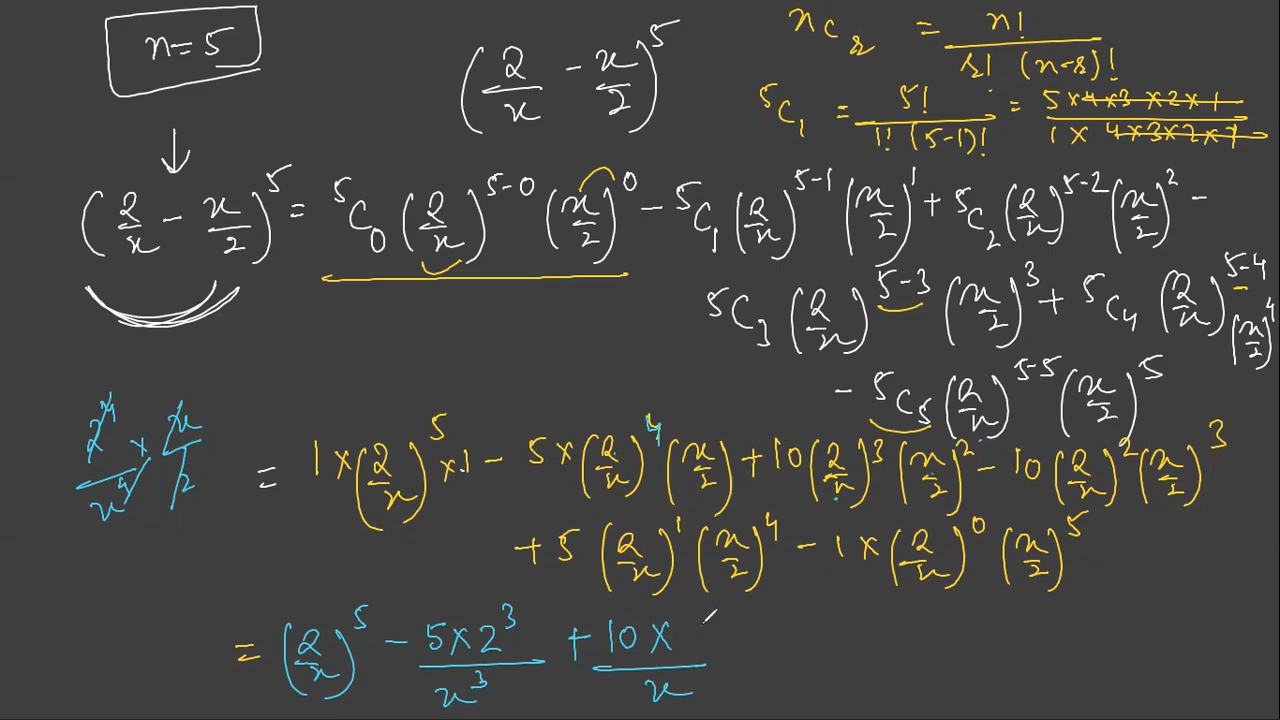 n=5
(2/x - x/2)^5
nCr = n!/(r! (n-r)!)
5C1 = 5!/(1! (5-1)!) = (5×4×3×2×1)/(1×4×3×2×1)
(2/x - x/2)^5 = 5C0 (2/x)^(5-0) (x/2)^0 - 5C1 (2/x)^(5-1) (x/2)^1 + 5C2 (2/x)^(5-2) (x/2)^2 -
5C3 (2/x)^(5-3) (x/2)^3 + 5C4 (2/x)^(5-4) (x/2)^4
- 5C5 (2/x)^(5-5) (x/2)^5
2^4/x^4 × x/2
= 1×(2/x)^5 ×1 - 5×(2/x)^4 (x/2) + 10(2/x)^3 (x/2)^2 - 10(2/x)^2 (x/2)^3
+ 5 (2/x)^1 (x/2)^4 - 1×(2/x)^0 (x/2)^5
= (2/x)^5 - (5×2^3)/x^3 + (10×)/x